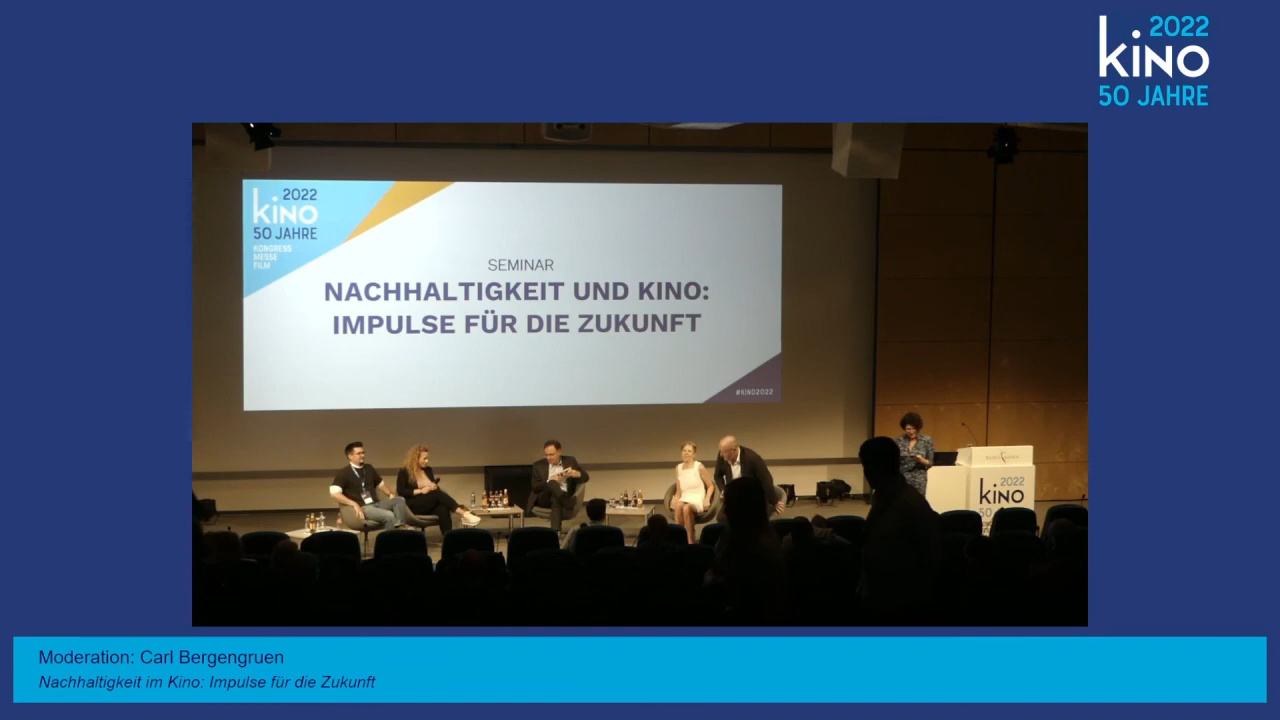 2022
kino
50 JAHRE
2022
kino
50 JAHRE
KONGRESS
MESSE
FILM
SEMINAR
NACHHALTIGKEIT UND KINO:
IMPULSE FÜR DIE ZUKUNFT
#KINO2022
2022
kino
50
Moderation: Carl Bergengruen
Nachhaltigkeit im Kino: Impulse für die Zukunft